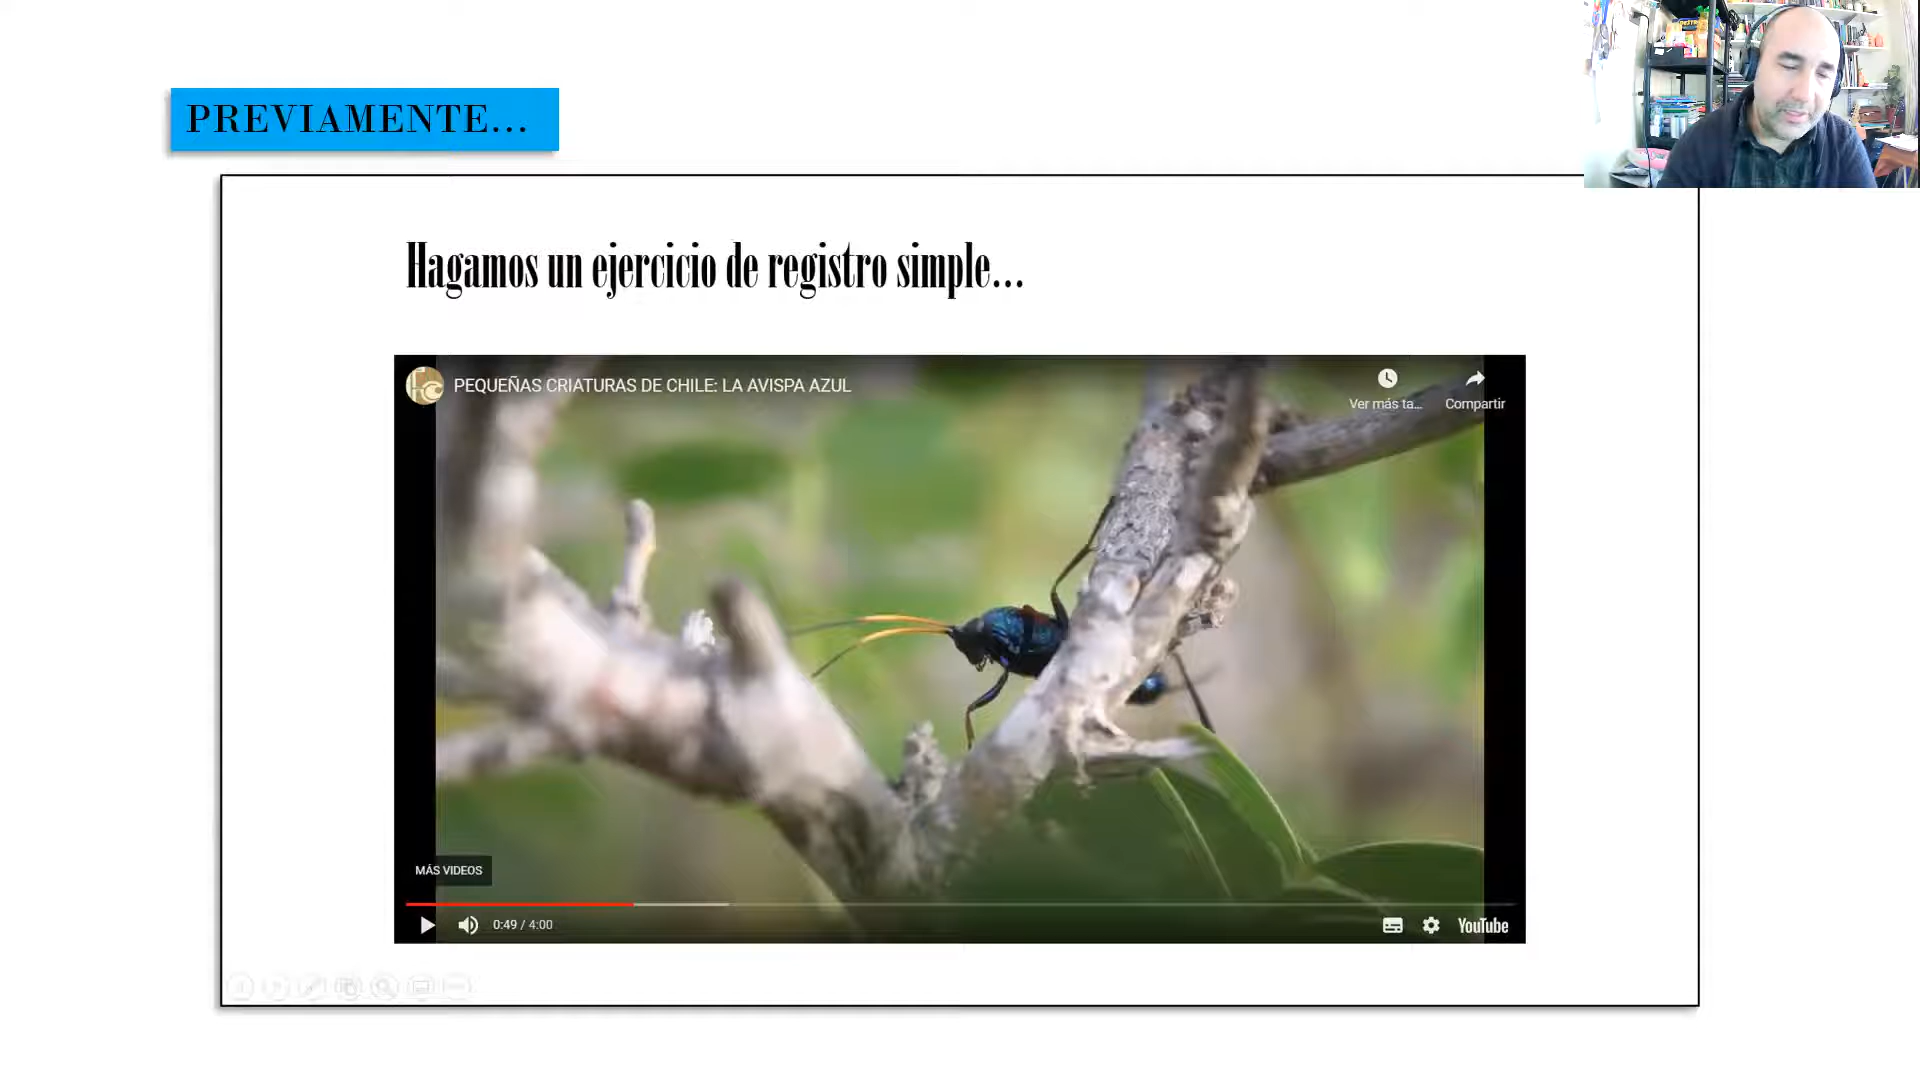 PREVIAMENTE...
Hagamos un ejercicio de registro simple...
PEQUEÑAS CRIATURAS DE CHILE: LA AVISPA AZUL
Ver más ta...
Compartir
MÁS VIDEOS
0:49 / 4:00
YouTube